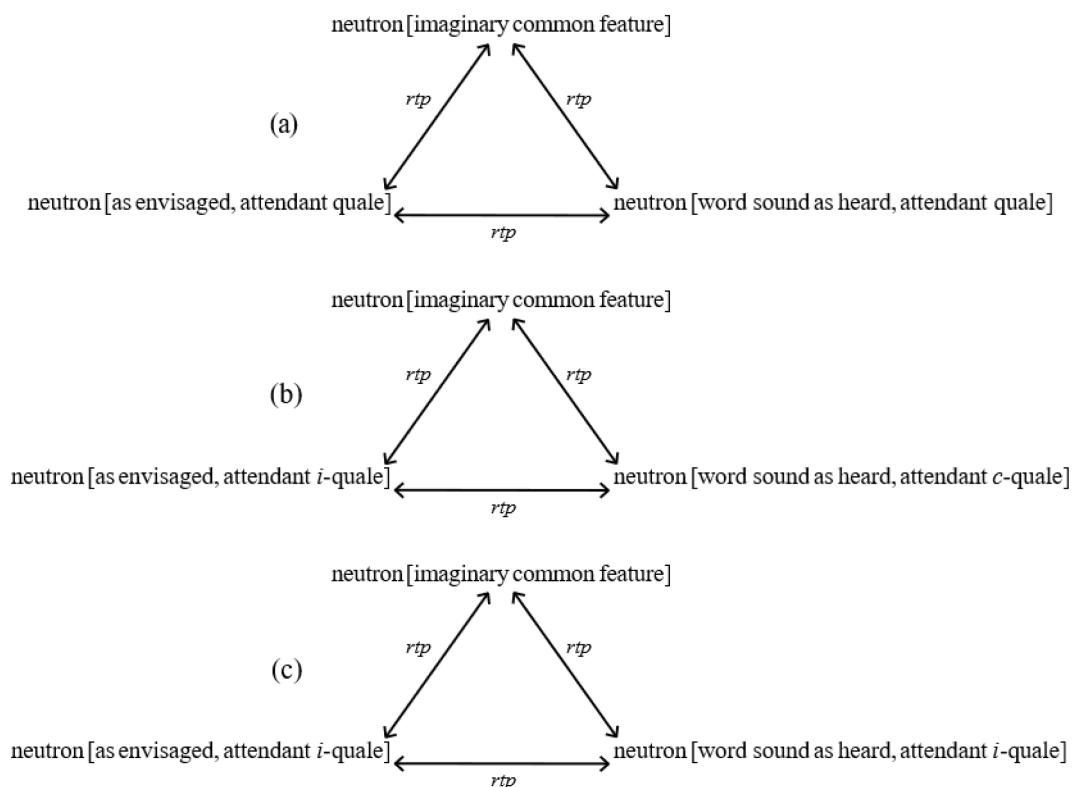 neutron [imaginary common feature]
rtp rtp
(a)
neutron [as envisaged, attendant quale] neutron [word sound as heard, attendant quale]
rtp
neutron [imaginary common feature]
rtp rtp
(b)
neutron [as envisaged, attendant i-quale] neutron [word sound as heard, attendant c-quale]
rtp
neutron [imaginary common feature]
rtp rtp
(c)
neutron [as envisaged, attendant i-quale] neutron [word sound as heard, attendant i-quale]
rtp